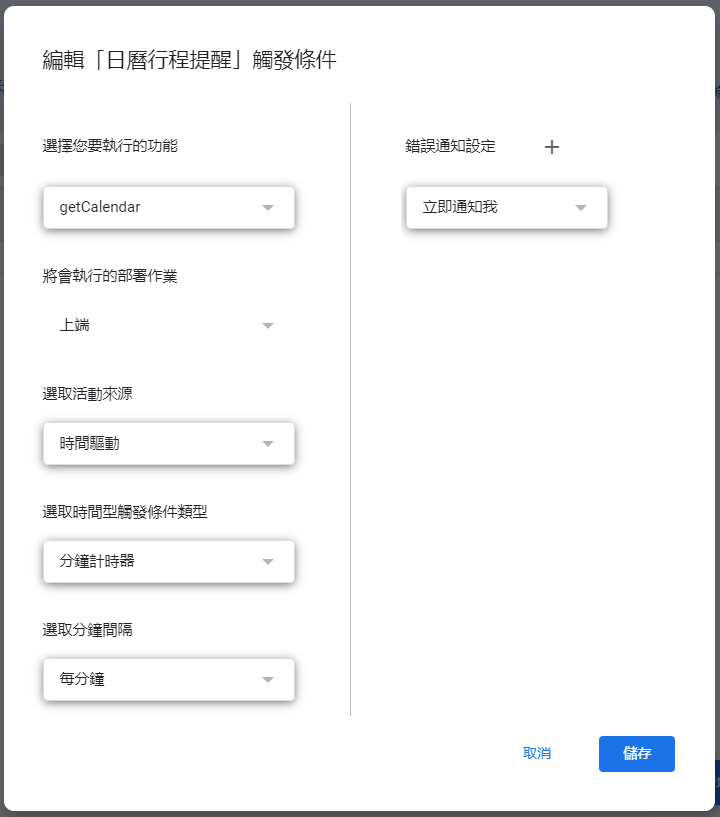 編輯「日曆行程提醒」觸發條件
選擇您要執行的功能
getCalendar
將會執行的部署作業
上端
選取活動來源
時間驅動
選取時間型觸發條件類型
分鐘計時器
選取分鐘間隔
每分鐘
錯誤通知設定
立即通知我
取消
儲存